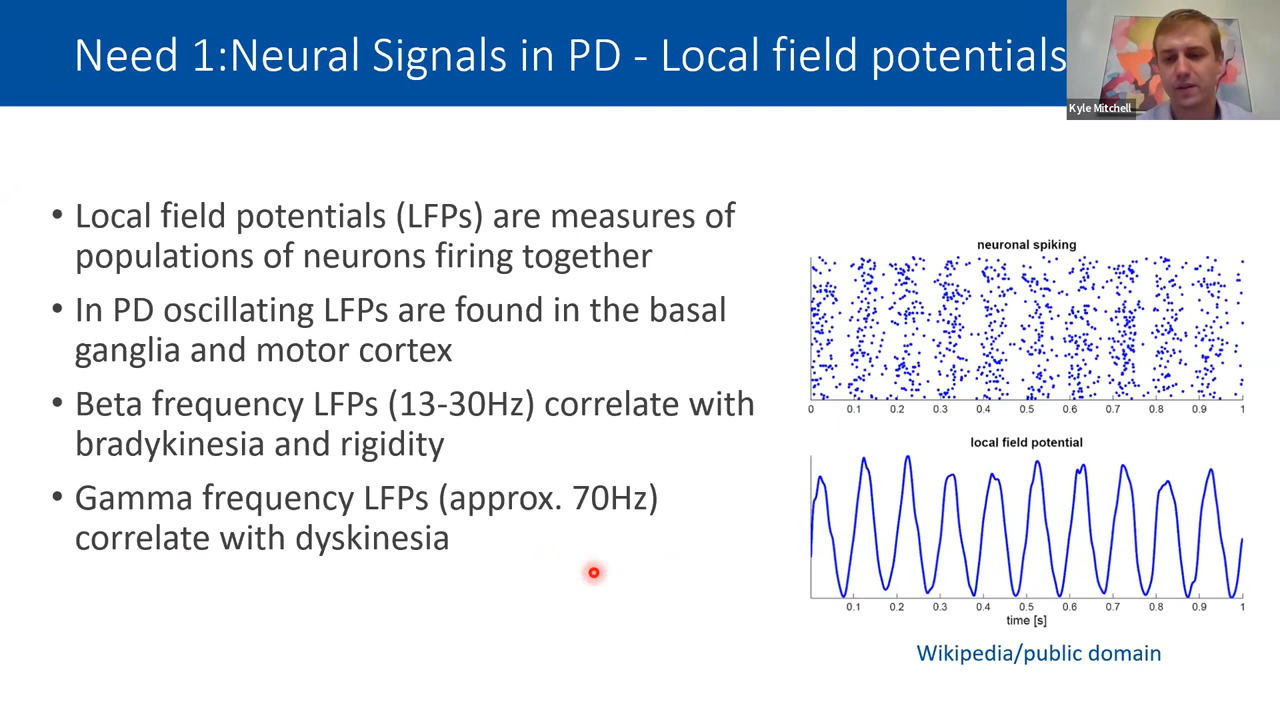 Need 1:Neural Signals in PD - Local field potentials
Kyle Mitchell
• Local field potentials (LFPs) are measures of
populations of neurons firing together
• In PD oscillating LFPs are found in the basal
ganglia and motor cortex
• Beta frequency LFPs (13-30Hz) correlate with
bradykinesia and rigidity
• Gamma frequency LFPs (approx. 70Hz)
correlate with dyskinesia
neuronal spiking
0 0.1 0.2 0.3 0.4 0.5 0.6 0.7 0.8 0.9 1
local field potential
0.1 0.2 0.3 0.4 0.5 0.6 0.7 0.8 0.9 1
time [s]
Wikipedia/public domain